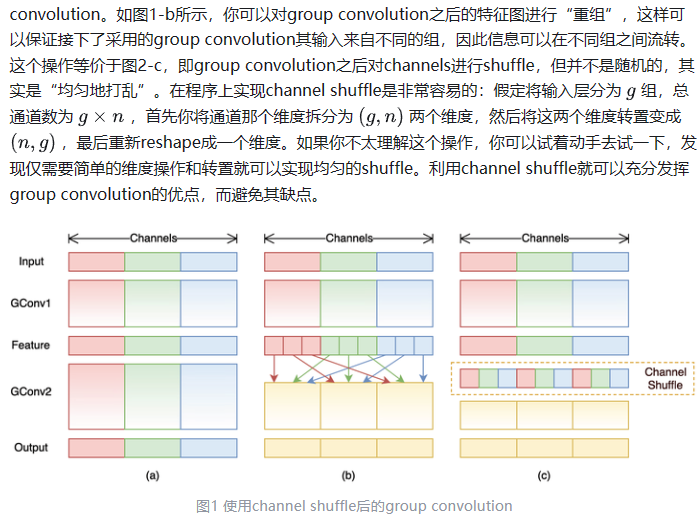 convolution。如图1-b所示，你可以对group convolution之后的特征图进行“重组”，这样可
以保证接下了采用的group convolution其输入来自不同的组，因此信息可以在不同组之间流转。
这个操作等价于图2-c，即group convolution之后对channels进行shuffle，但并不是随机的，其
实是“均匀地打乱”。在程序上实现channel shuffle是非常容易的：假定将输入层分为 g 组，总
通道数为 g × n ，首先你将通道那个维度拆分为 (g, n) 两个维度，然后将这两个维度转置变成
(n, g) ，最后重新reshape成一个维度。如果你不太理解这个操作，你可以试着动手去试一下，发
现仅需要简单的维度操作和转置就可以实现均匀的shuffle。利用channel shuffle就可以充分发挥
group convolution的优点，而避免其缺点。
Channels Channels Channels
Input
GConv1
Feature
Channel
Shuffle
GConv2
Output
(a) (b) (c)
图1 使用channel shuffle后的group convolution